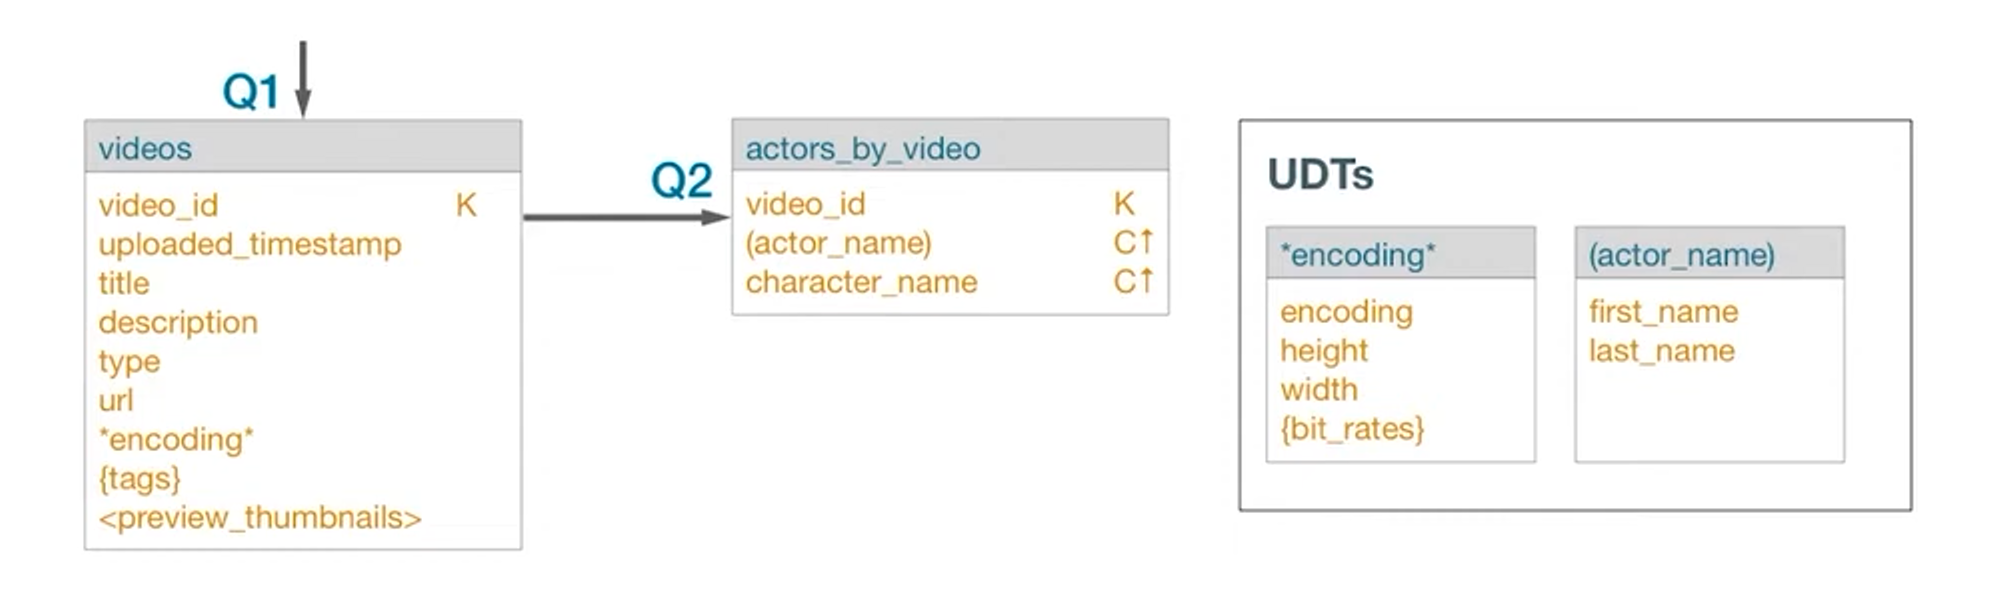 Q1
videos
video_id K
uploaded_timestamp
title
description
type
url
*encoding*
{tags}
<preview_thumbnails>
Q2
actors_by_video
video_id K
(actor_name) C↑
character_name C↑
UDTs
*encoding*
encoding
height
width
{bit_rates}
(actor_name)
first_name
last_name